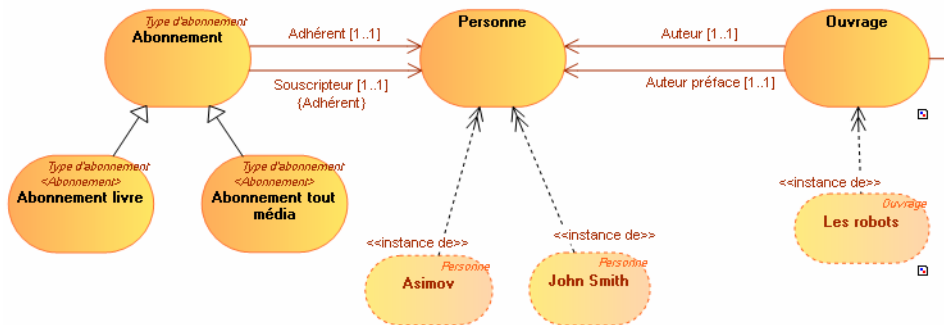 Type d'abonnement
Abonnement
Adhérent [1..1]
Souscripteur [1..1]
{Adhérent}
Personne
Auteur [1..1]
Auteur préface [1..1]
Ouvrage
Type d'abonnement
<Abonnement>
Abonnement livre
Type d'abonnement
<Abonnement>
Abonnement tout
média
<<instance de>>
<<instance de>>
<<instance de>>
Personne
Asimov
Personne
John Smith
Ouvrage
Les robots